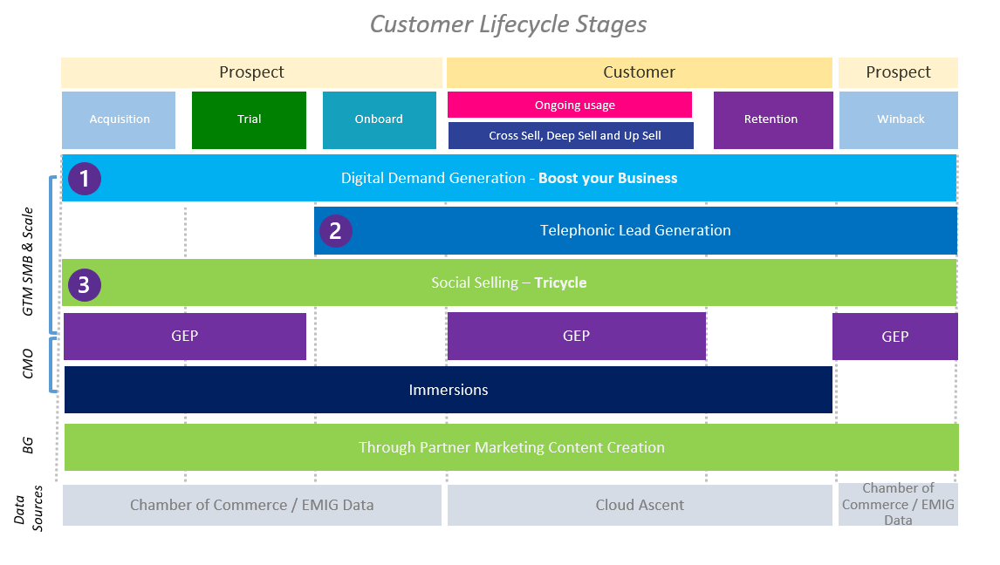 Customer Lifecycle Stages
Prospect
Customer
Prospect
Acquisition
Trial
Onboard
Ongoing usage
Cross Sell, Deep Sell and Up Sell
Retention
Winback
GTM SMB & Scale
1
Digital Demand Generation - Boost your Business
2
Telephonic Lead Generation
3
Social Selling – Tricycle
CMO
GEP
GEP
GEP
Immersions
BG
Through Partner Marketing Content Creation
Data
Sources
Chamber of Commerce / EMIG Data
Cloud Ascent
Chamber of
Commerce / EMIG
Data